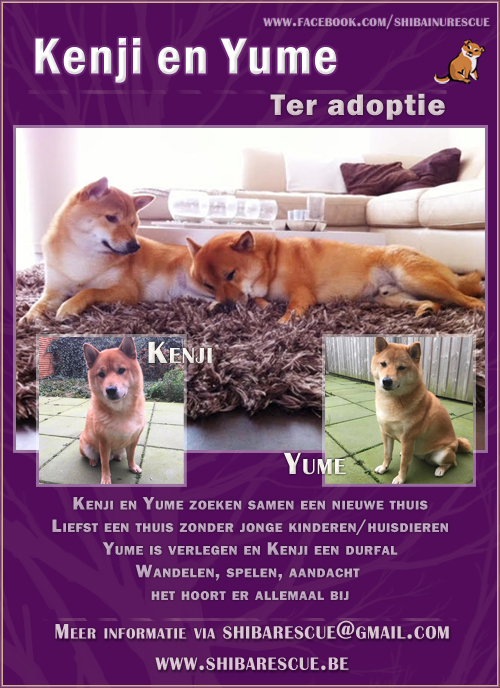 www.facebook.com/shibainurescue
Kenji en Yume
Ter adoptie
Kenji
Yume
Kenji en Yume zoeken samen een nieuwe thuis
Liefst een thuis zonder jonge kinderen/huisdieren
Yume is verlegen en Kenji een durfal
Wandelen, spelen, aandacht
het hoort er allemaal bij
Meer informatie via shibarescue@gmail.com
www.shibarescue.be